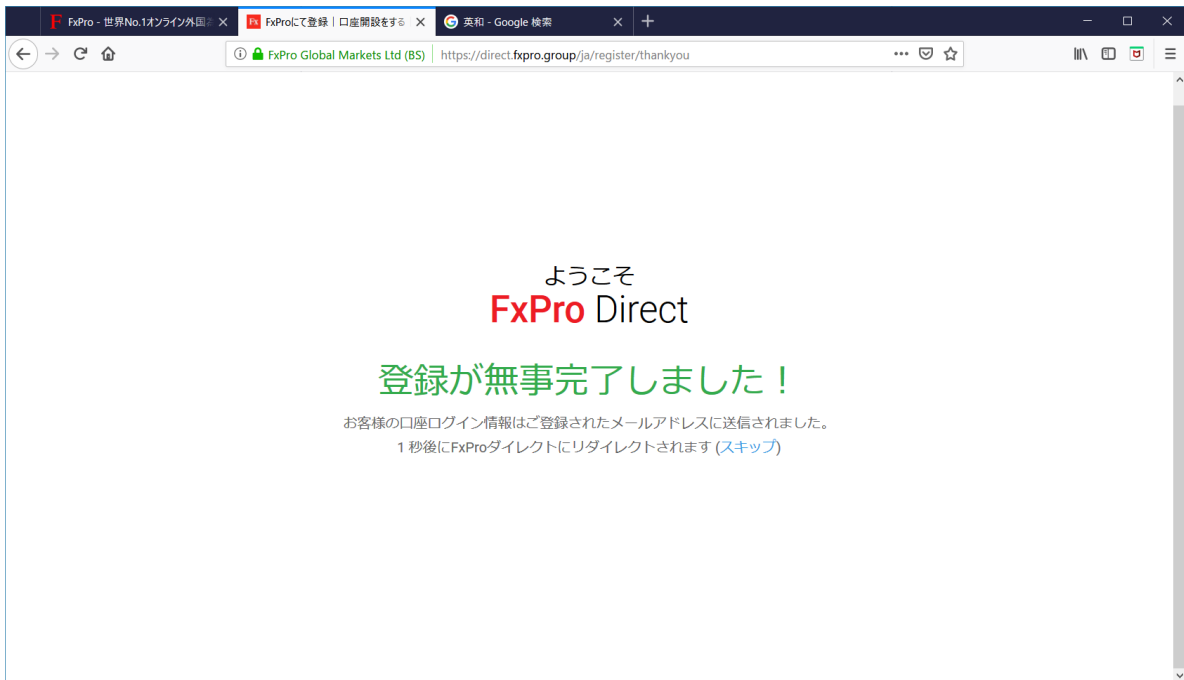 FxPro - 世界No.1オンライン外国
FxProにて登録｜口座開設をする
英和 - Google 検索
FxPro Global Markets Ltd (BS)
https://direct.fxpro.group/ja/register/thankyou
ようこそ
FxPro Direct
登録が無事完了しました！
お客様の口座ログイン情報はご登録されたメールアドレスに送信されました。
1 秒後にFxProダイレクトにリダイレクトされます (スキップ)